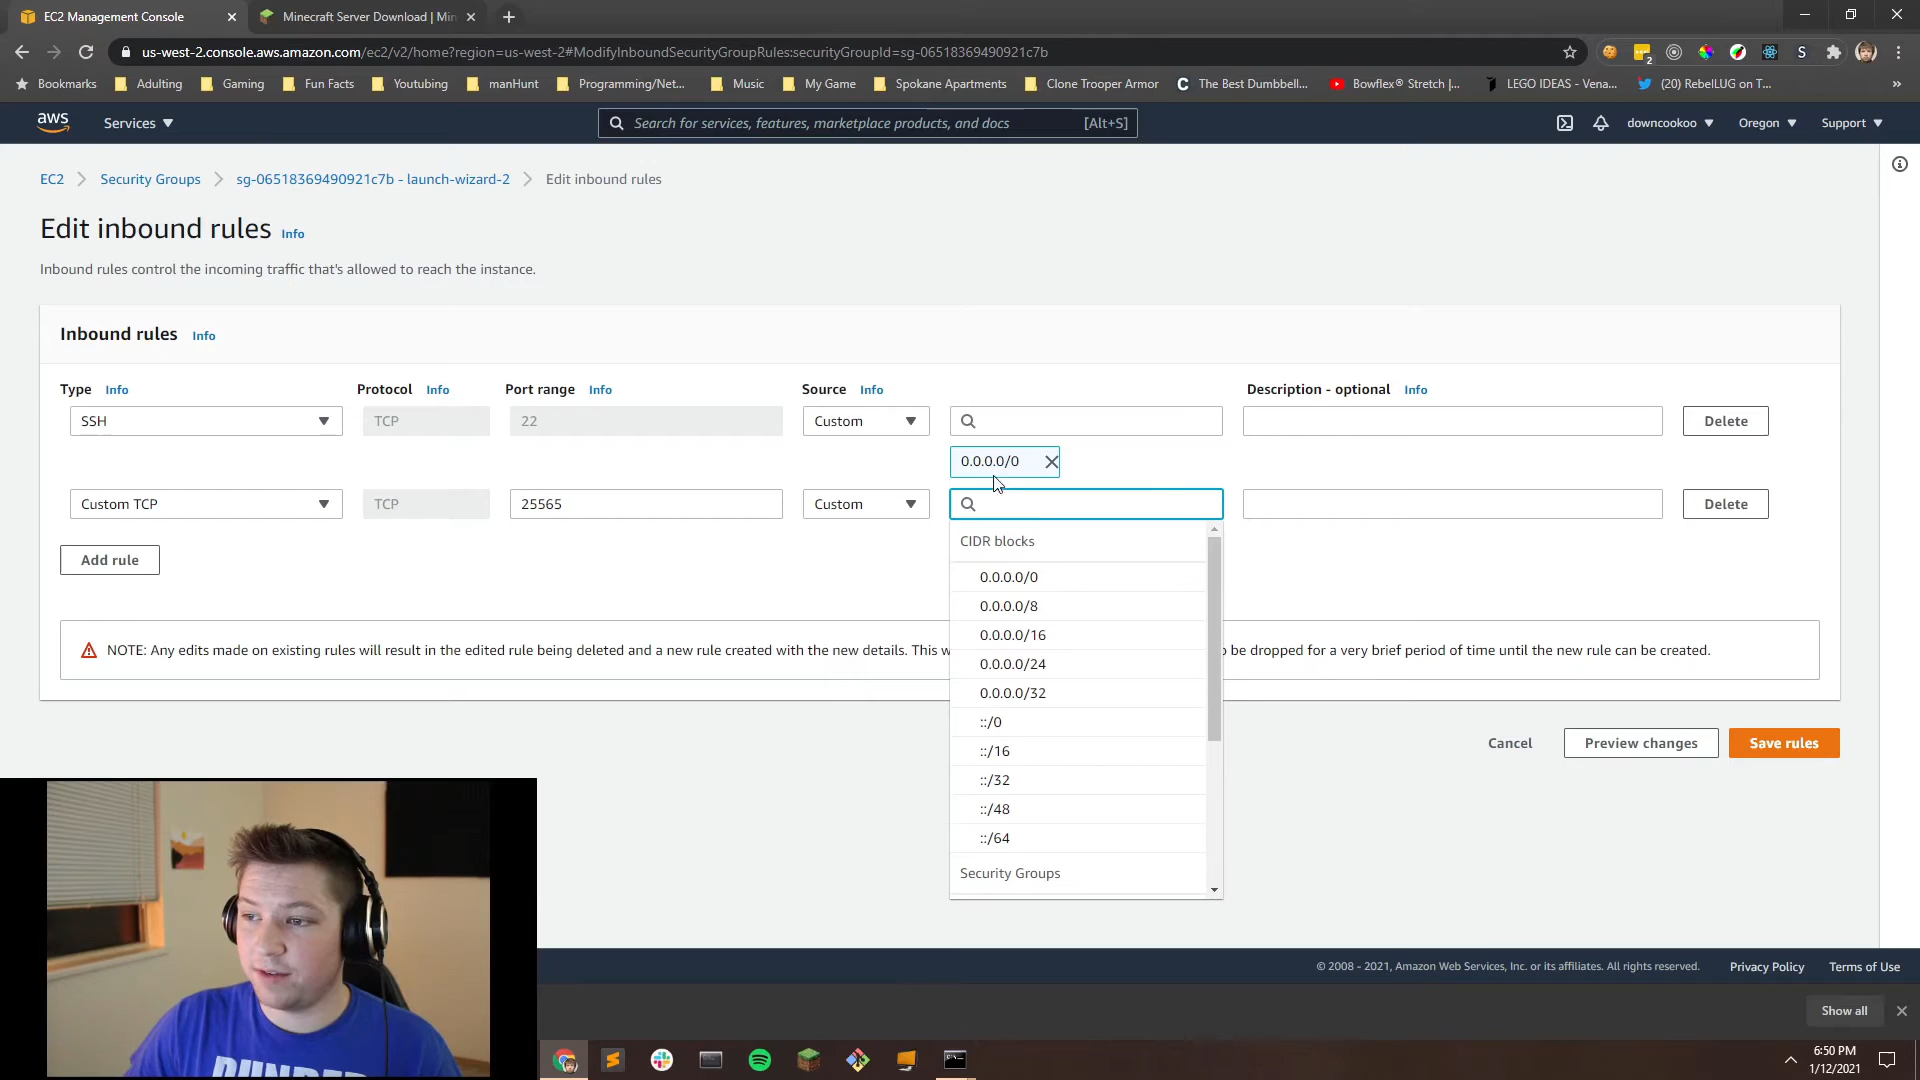 EC2 Management Console
Minecraft Server Download | Min
us-west-2.console.aws.amazon.com/ec2/v2/home?region=us-west-2#ModifyInboundSecurityGroupRules:securityGroupId=sg-06518369490921c7b
2
Bookmarks Adulting Gaming Fun Facts Youtubing manHunt Programming/Net... Music My Game Spokane Apartments Clone Trooper Armor The Best Dumbbell... Bowflex® Stretch |... LEGO IDEAS - Vena... (20) RebelLUG on T...
aws Services Search for services, features, marketplace products, and docs [Alt+S] downcookoo Oregon Support
EC2 Security Groups sg-06518369490921c7b - launch-wizard-2 Edit inbound rules
Edit inbound rules Info
Inbound rules control the incoming traffic that's allowed to reach the instance.
Inbound rules Info
Type Info Protocol Info Port range Info Source Info Description - optional Info
SSH TCP 22 Custom Delete
0.0.0.0/0
Custom TCP TCP 25565 Custom Delete
CIDR blocks
Add rule
0.0.0.0/0
0.0.0.0/8
0.0.0.0/16
NOTE: Any edits made on existing rules will result in the edited rule being deleted and a new rule created with the new details. This w o be dropped for a very brief period of time until the new rule can be created.
0.0.0.0/24
0.0.0.0/32
::/0
Cancel Preview changes Save rules
::/16
::/32
::/48
::/64
Security Groups
© 2008 - 2021, Amazon Web Services, Inc. or its affiliates. All rights reserved. Privacy Policy Terms of Use
Show all
6:50 PM
1/12/2021